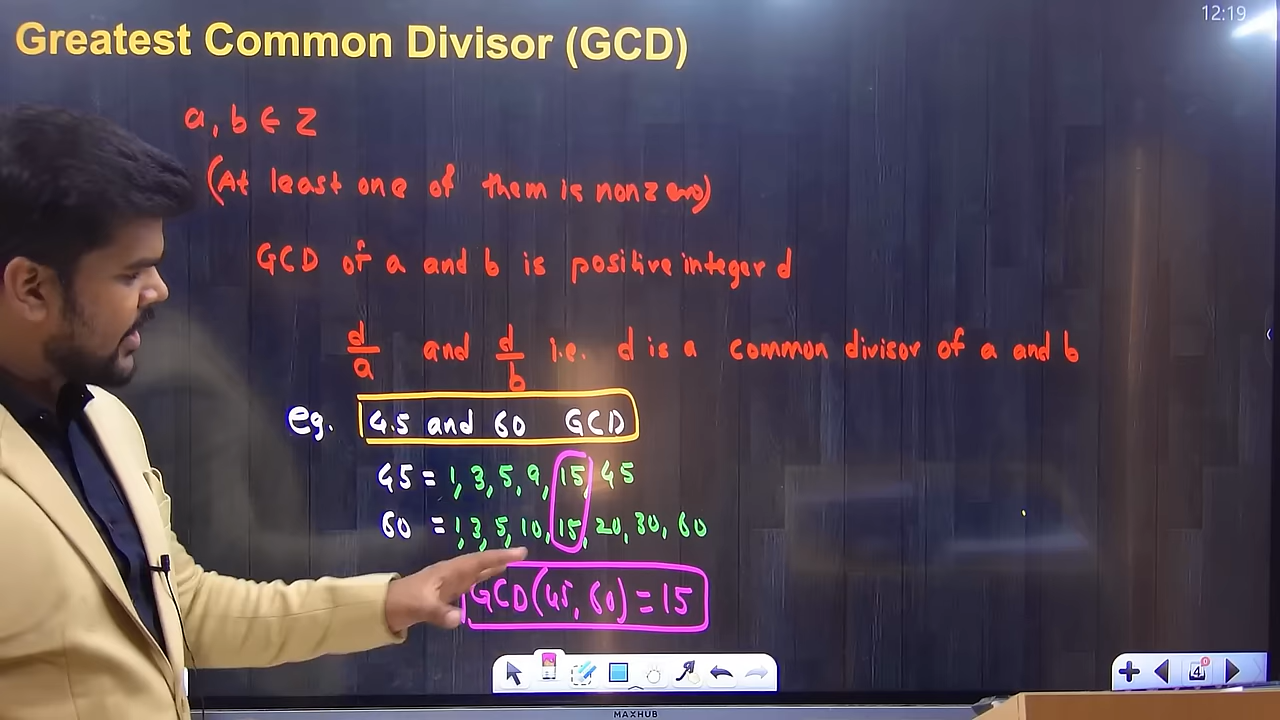 12:19
Greatest Common Divisor (GCD)
a, b ∈ Z
(At least one of them is nonzero)
GCD of a and b is positive integer d
d/a and d/b i.e. d is a common divisor of a and b
eg. 45 and 60 GCD
45 = 1, 3, 5, 9, 15, 45
60 = 1, 3, 5, 10, 15, 20, 30, 60
GCD(45, 60) = 15
4
MAXHUB